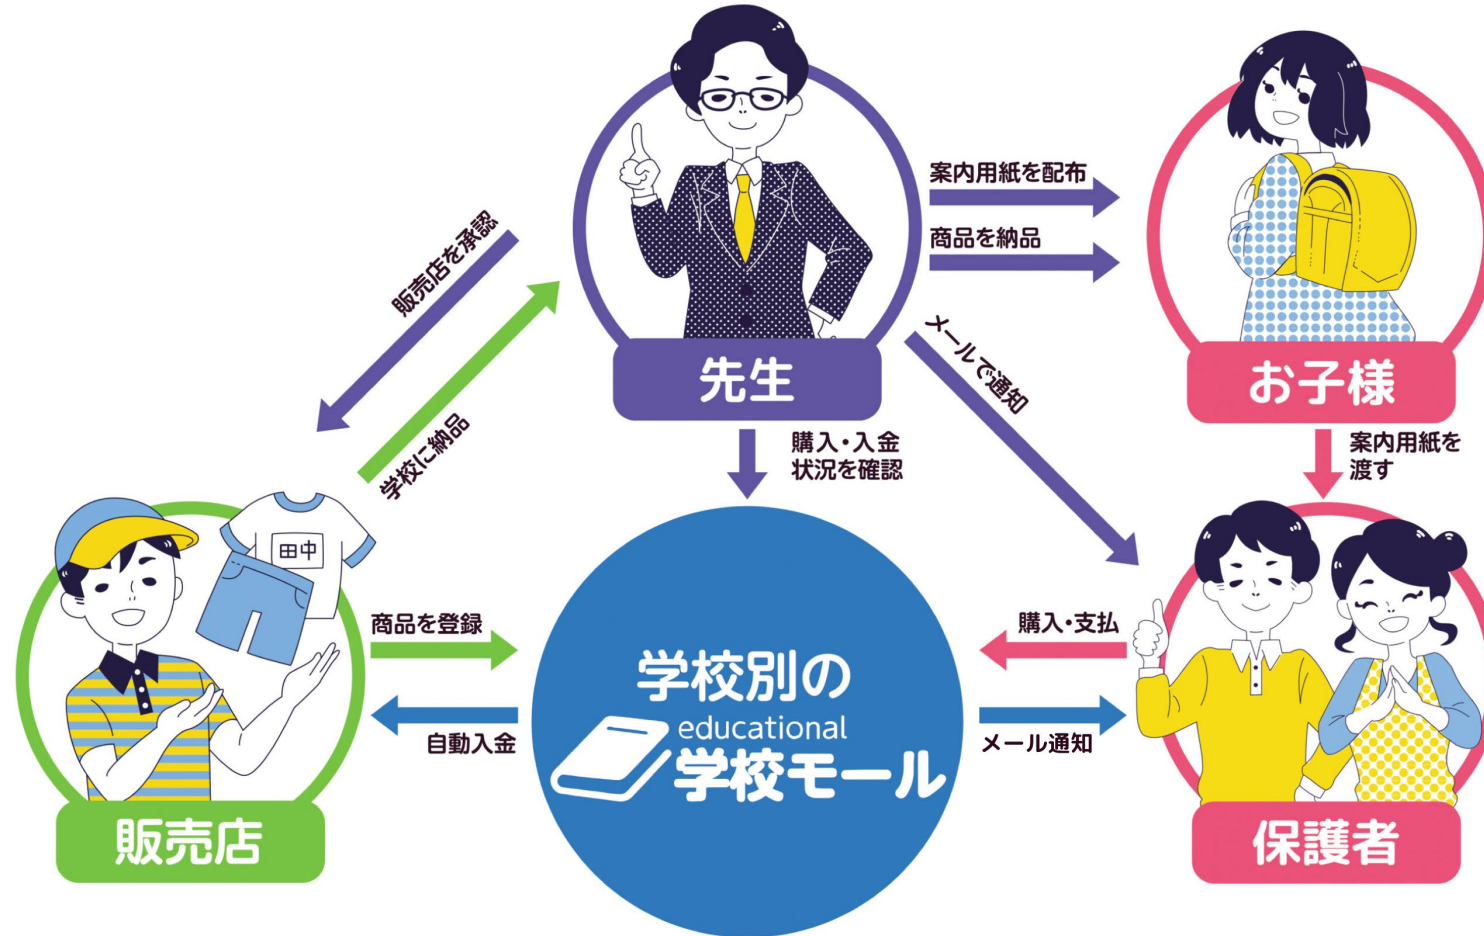 案内用紙を配布
商品を納品
販売店を承認
学校に納品
メールで通知
先生
お子様
購入・入金
状況を確認
案内用紙を
渡す
田中
商品を登録
自動入金
購入・支払
メール通知
学校別の
educational
学校モール
販売店
保護者